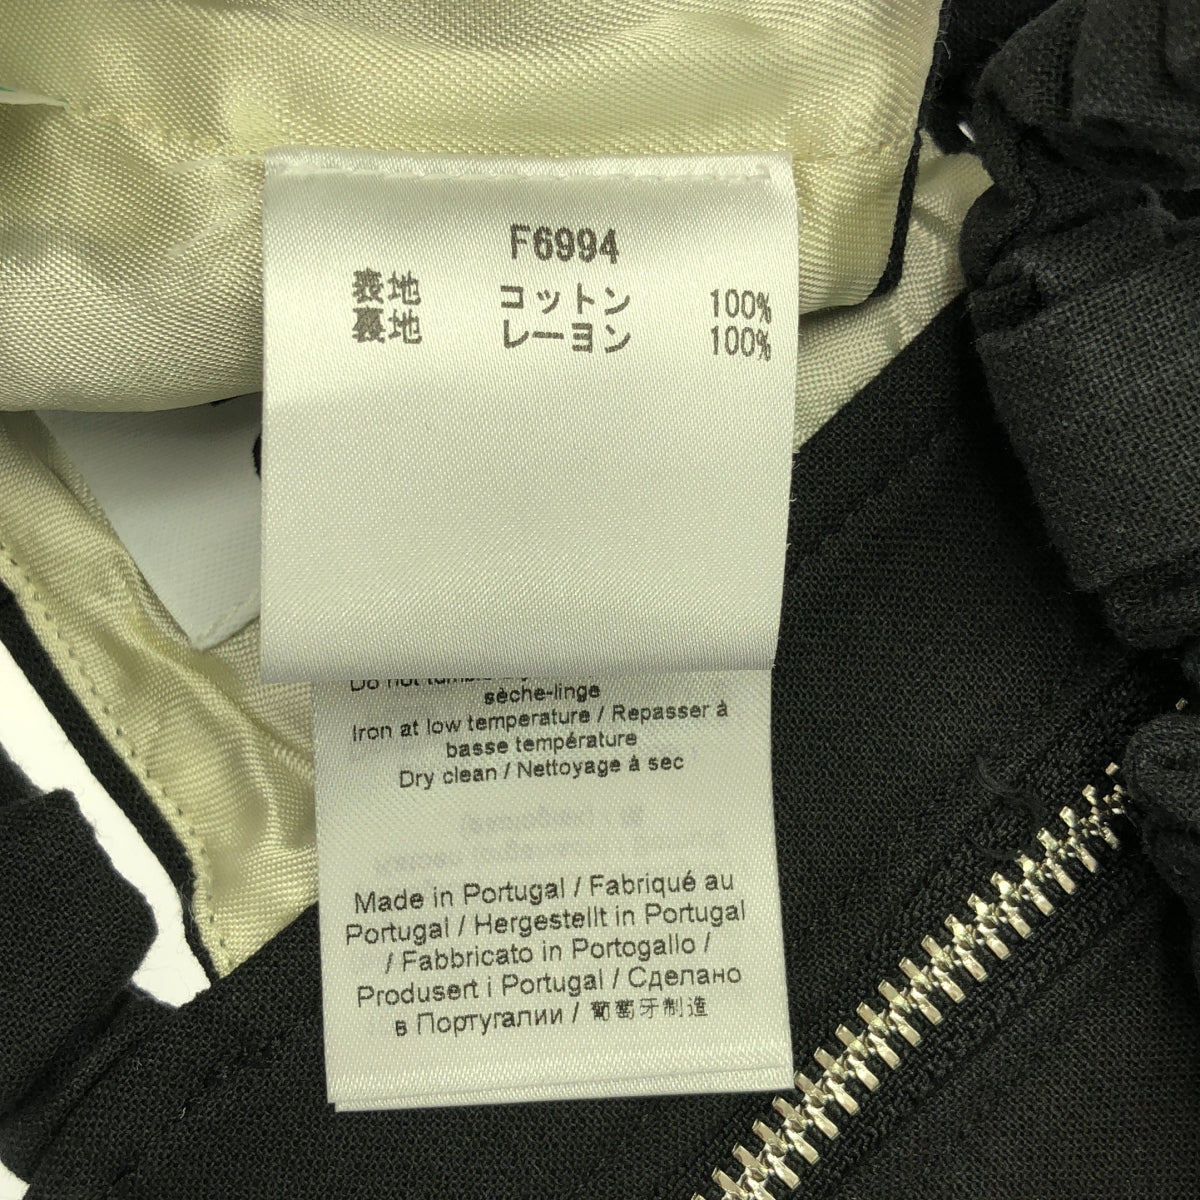 F6994
表地 コットン 100%
裏地 レーヨン 100%
Do not
sèche-linge
Iron at low temperature / Repasser à
basse température
Dry clean / Nettoyage à sec
Made in Portugal / Fabriqué au
Portugal / Hergestellt in Portugal
/ Fabbricato in Portogallo /
Produsert i Portugal / Сделано
в Португалии / 葡萄牙制造